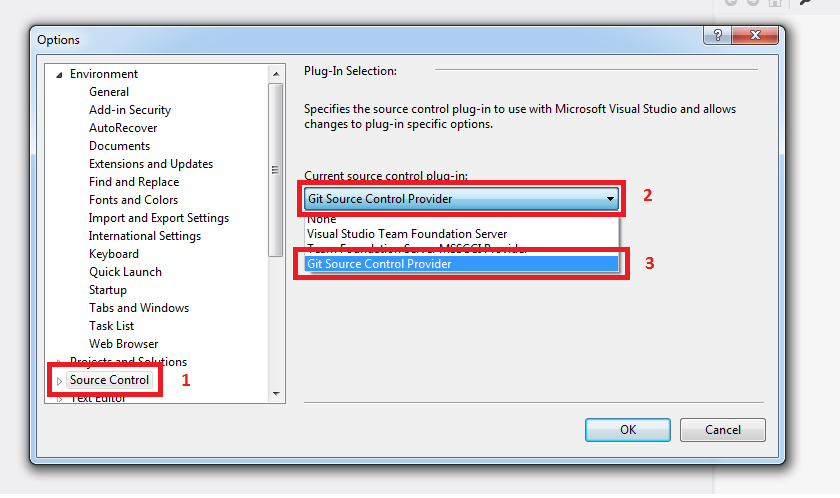 Options
Environment
General
Add-in Security
AutoRecover
Documents
Extensions and Updates
Find and Replace
Fonts and Colors
Import and Export Settings
International Settings
Keyboard
Quick Launch
Startup
Tabs and Windows
Task List
Web Browser
Projects and Solutions
Source Control 1
Text Editor
Plug-In Selection:
Specifies the source control plug-in to use with Microsoft Visual Studio and allows
changes to plug-in specific options.
Current source control plug-in:
Git Source Control Provider 2
None
Visual Studio Team Foundation Server
Team Foundation Server MSSCCI Provider
Git Source Control Provider 3
OK Cancel